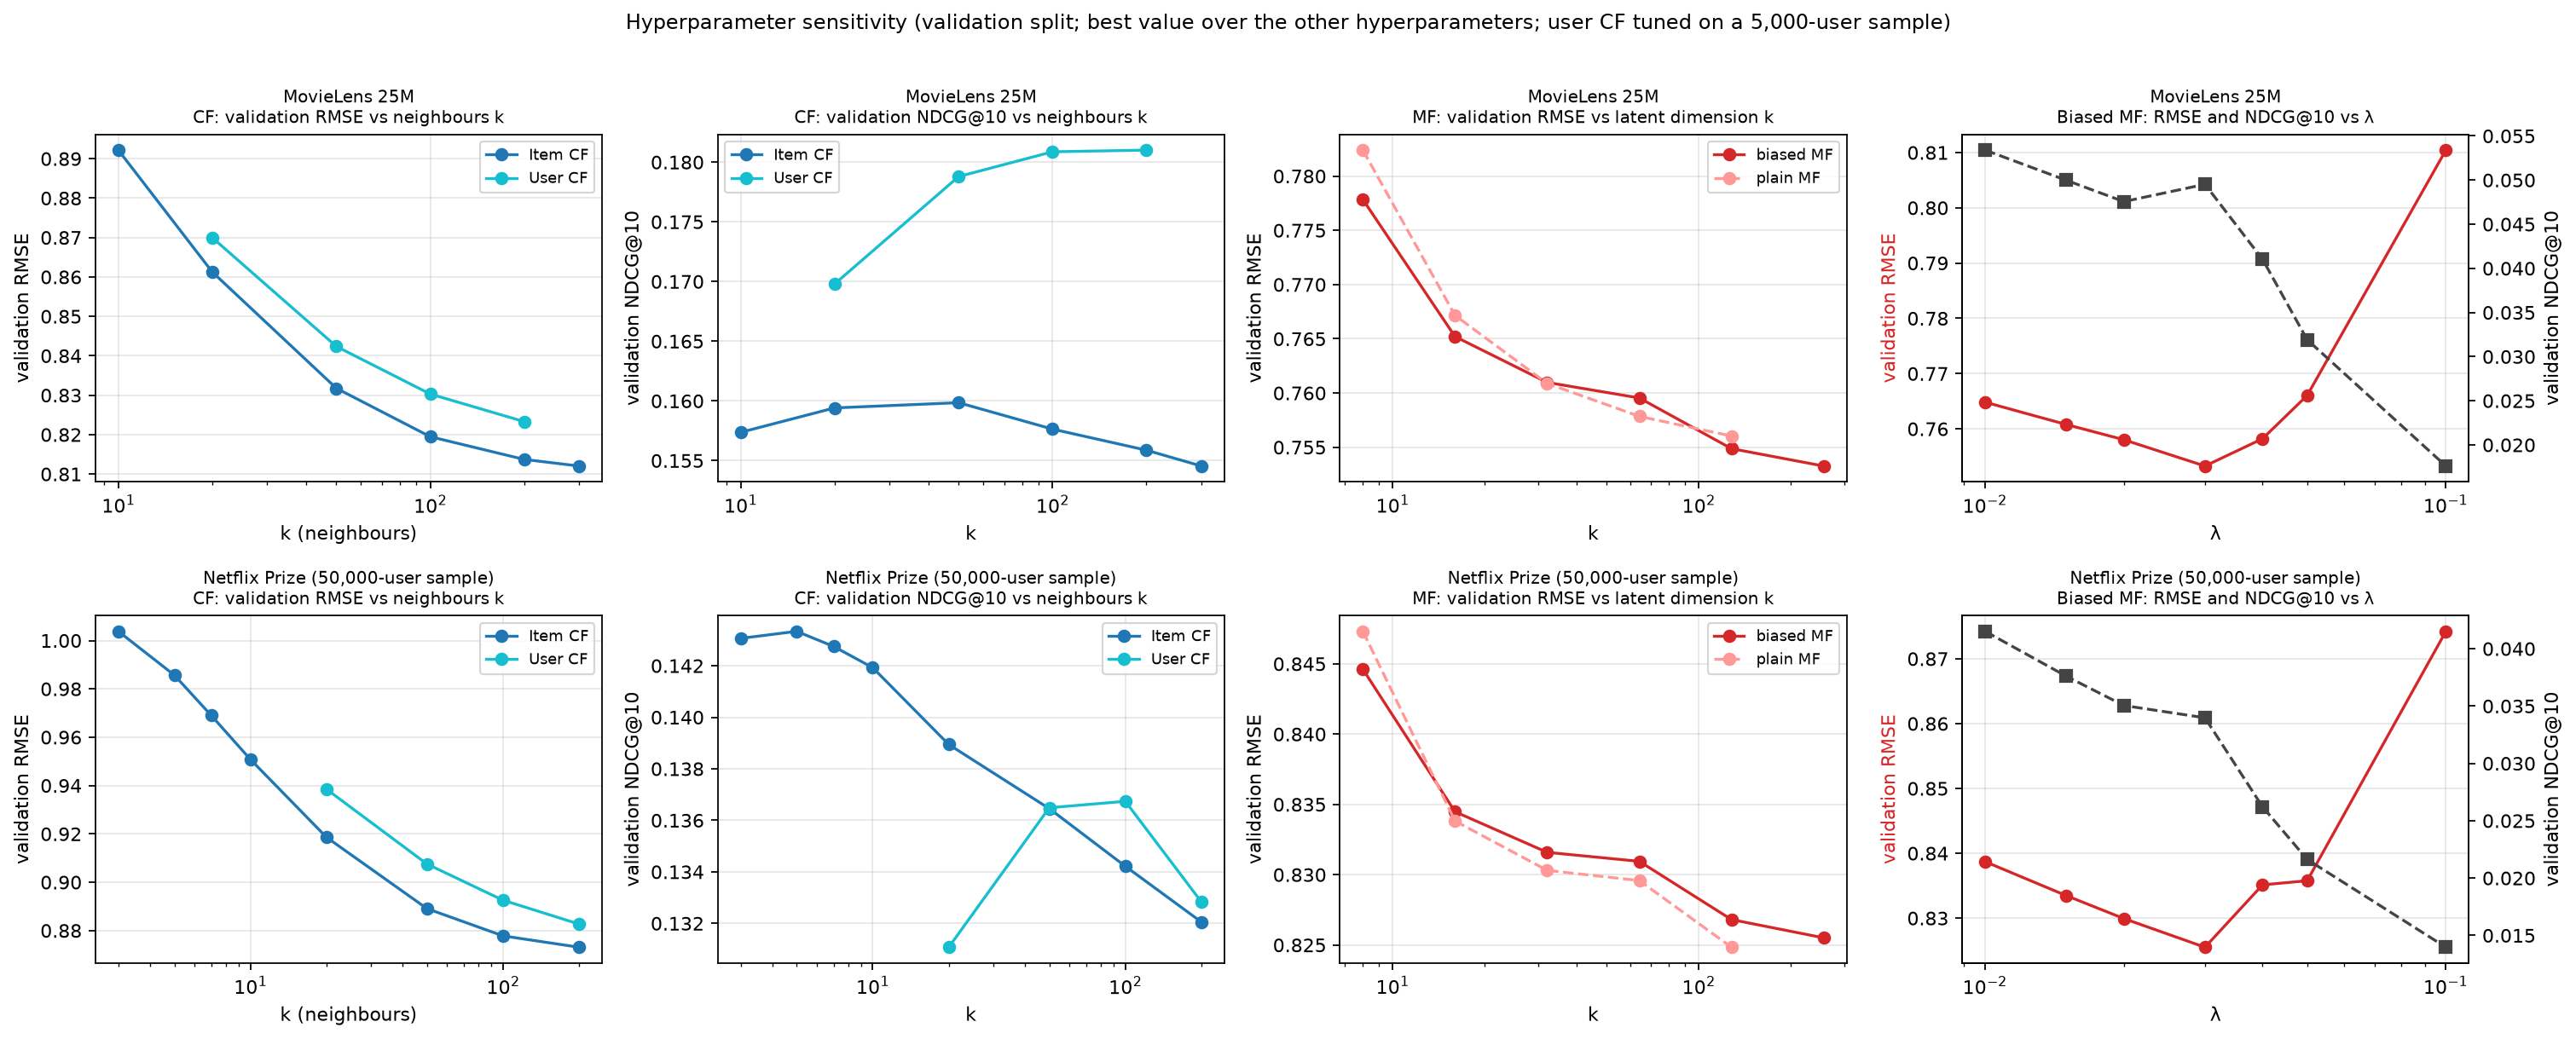 Hyperparameter sensitivity (validation split; best value over the other hyperparameters; user CF tuned on a 5,000-user sample)
MovieLens 25M
CF: validation RMSE vs neighbours k
validation RMSE
0.89
0.88
0.87
0.86
0.85
0.84
0.83
0.82
0.81
Item CF
User CF
10¹
10²
k (neighbours)
MovieLens 25M
CF: validation NDCG@10 vs neighbours k
validation NDCG@10
0.180
0.175
0.170
0.165
0.160
0.155
Item CF
User CF
10¹
10²
k
MovieLens 25M
MF: validation RMSE vs latent dimension k
validation RMSE
0.780
0.775
0.770
0.765
0.760
0.755
biased MF
plain MF
10¹
10²
k
MovieLens 25M
Biased MF: RMSE and NDCG@10 vs λ
validation RMSE
0.81
0.80
0.79
0.78
0.77
0.76
0.055
0.050
0.045
0.040
0.035
0.030
0.025
0.020
validation NDCG@10
10⁻²
10⁻¹
λ
Netflix Prize (50,000-user sample)
CF: validation RMSE vs neighbours k
validation RMSE
1.00
0.98
0.96
0.94
0.92
0.90
0.88
Item CF
User CF
10¹
10²
k (neighbours)
Netflix Prize (50,000-user sample)
CF: validation NDCG@10 vs neighbours k
validation NDCG@10
0.142
0.140
0.138
0.136
0.134
0.132
Item CF
User CF
10¹
10²
k
Netflix Prize (50,000-user sample)
MF: validation RMSE vs latent dimension k
validation RMSE
0.845
0.840
0.835
0.830
0.825
biased MF
plain MF
10¹
10²
k
Netflix Prize (50,000-user sample)
Biased MF: RMSE and NDCG@10 vs λ
validation RMSE
0.87
0.86
0.85
0.84
0.83
0.040
0.035
0.030
0.025
0.020
0.015
validation NDCG@10
10⁻²
10⁻¹
λ